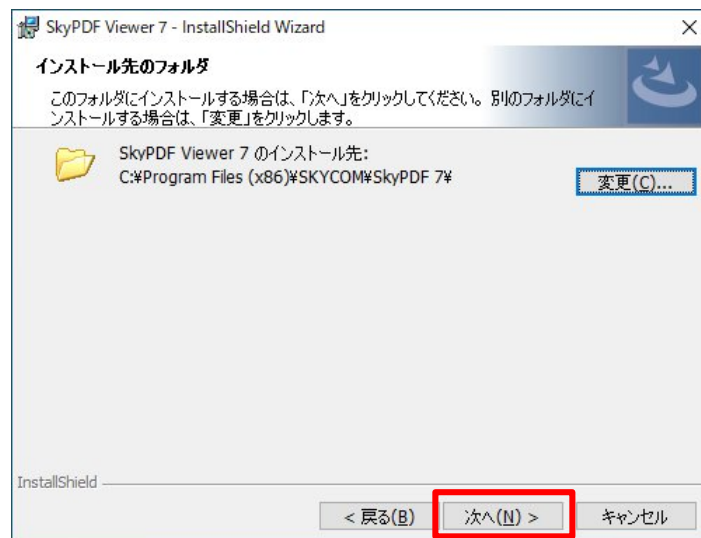 SkyPDF Viewer 7 - InstallShield Wizard
インストール先のフォルダ
このフォルダにインストールする場合は、「次へ」をクリックしてください。別のフォルダにイ
ンストールする場合は、「変更」をクリックします。
SkyPDF Viewer 7 のインストール先:
C:¥Program Files (x86)¥SKYCOM¥SkyPDF 7¥
変更(C)...
InstallShield
< 戻る(B)
次へ(N) >
キャンセル